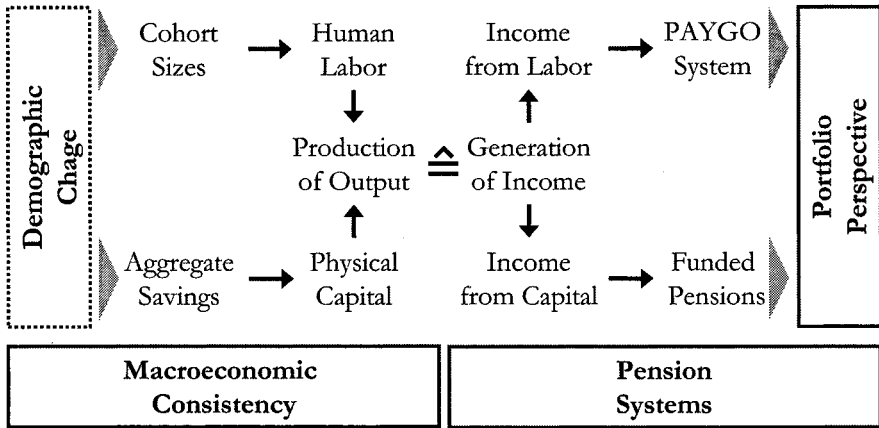 Demographic
Chage
Cohort
Sizes
Human
Labor
Income
from Labor
PAYGO
System
Production
of Output
≙
Generation
of Income
Aggregate
Savings
Physical
Capital
Income
from Capital
Funded
Pensions
Portfolio
Perspective
Macroeconomic
Consistency
Pension
Systems